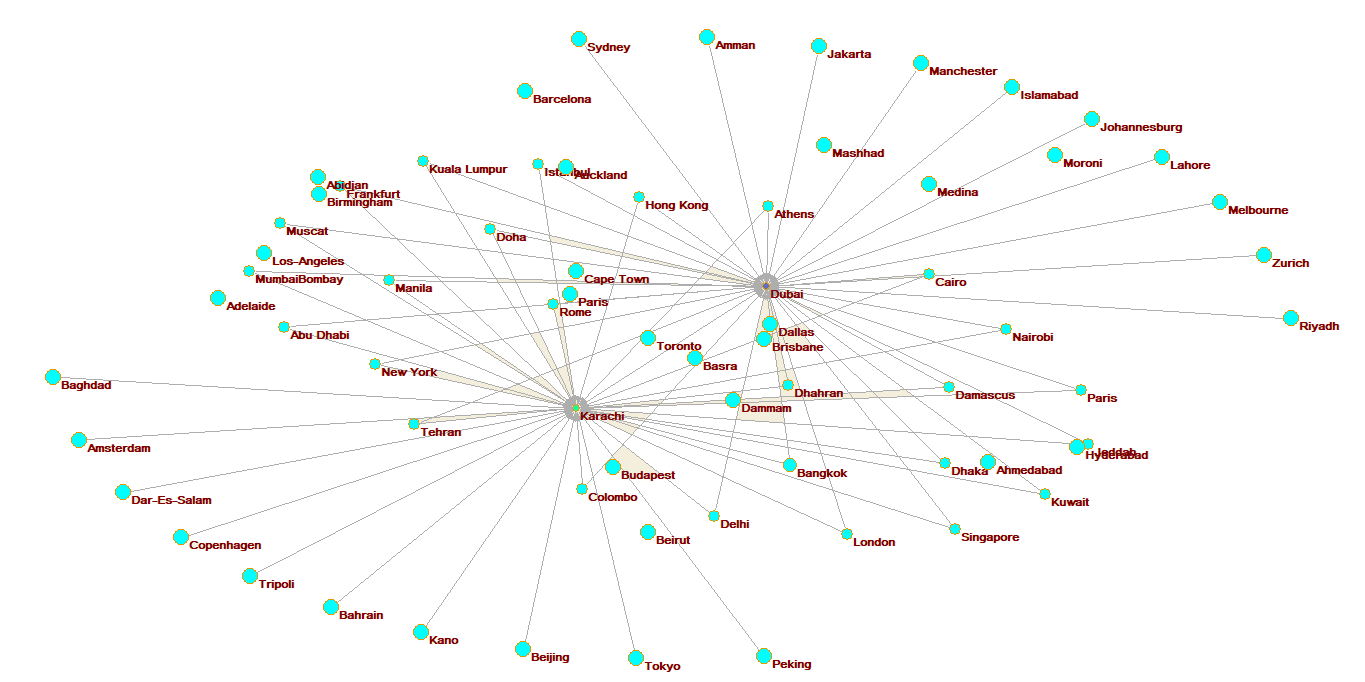 Sydney
Amman
Jakarta
Manchester
Islamabad
Barcelona
Johannesburg
Mashhad
Moroni
Lahore
Kuala Lumpur
Istanbul
Auckland
Abidjan
Frankfurt
Birmingham
Medina
Hong Kong
Athens
Melbourne
Muscat
Doha
Los-Angeles
Zurich
MumbaiBombay
Manila
Cape Town
Cairo
Dubai
Adelaide
Paris
Rome
Riyadh
Abu Dhabi
Dallas
Nairobi
Toronto
Brisbane
Basra
New York
Baghdad
Dhahran
Damascus
Paris
Dammam
Karachi
Tehran
Amsterdam
Jeddah
Hyderabad
Budapest
Bangkok
Dhaka
Ahmedabad
Dar-Es-Salam
Colombo
Kuwait
Delhi
Copenhagen
Beirut
London
Singapore
Tripoli
Bahrain
Kano
Beijing
Tokyo
Peking